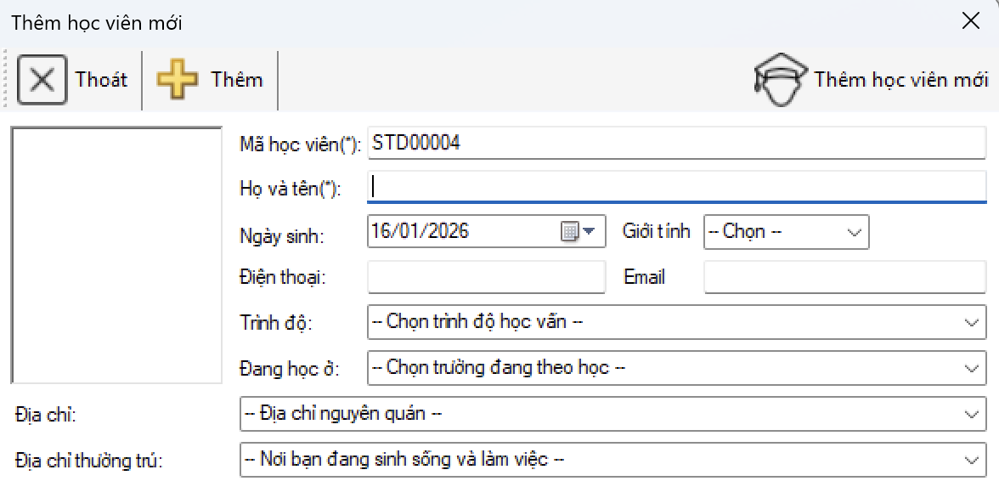 Thêm học viên mới
Thoát Thêm Thêm học viên mới
Mã học viên(*): STD00004
Họ và tên(*):
Ngày sinh: 16/01/2026 Giới tính -- Chọn --
Điện thoại: Email
Trình độ: -- Chọn trình độ học vấn --
Đang học ở: -- Chọn trường đang theo học --
Địa chỉ: -- Địa chỉ nguyên quán --
Địa chỉ thường trú: -- Nơi bạn đang sinh sống và làm việc --